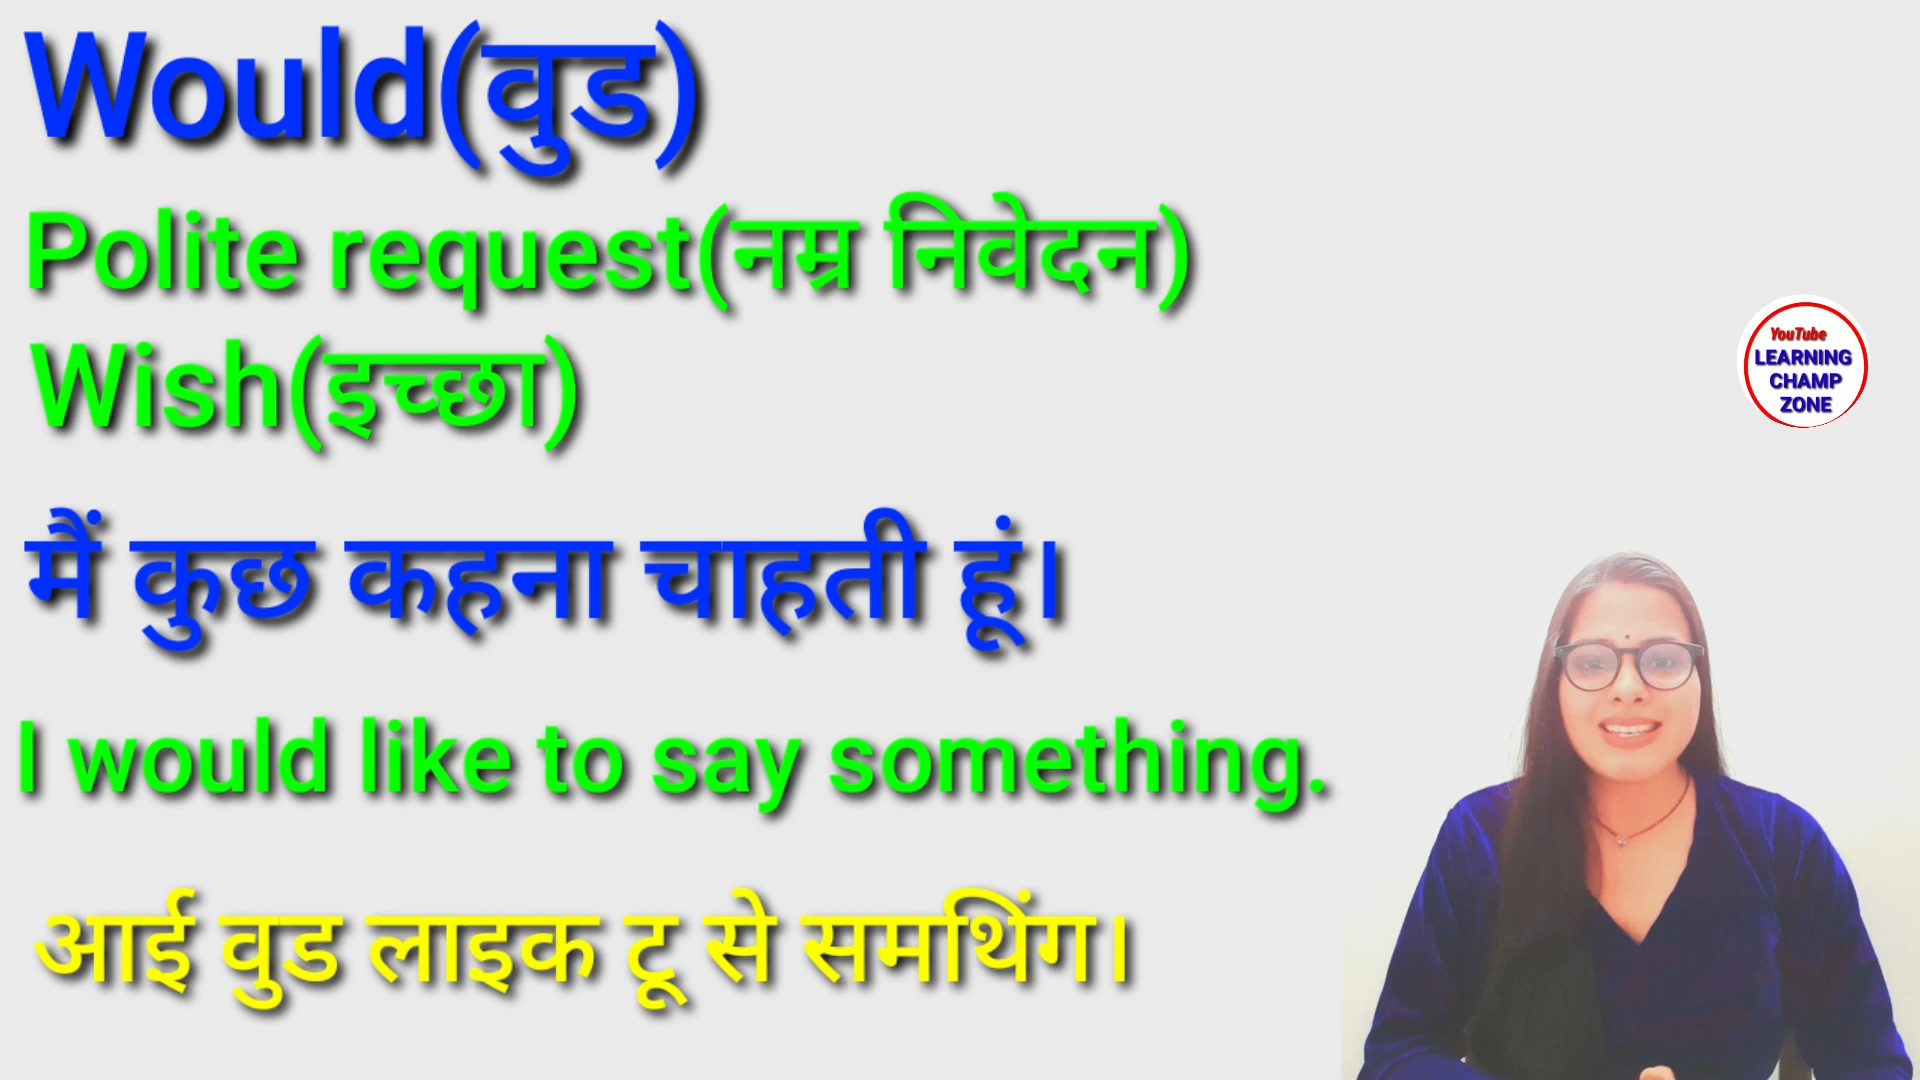 Would(वुड)
Polite request(नम्र निवेदन)
Wish(इच्छा)
YouTube
LEARNING
CHAMP
ZONE
मैं कुछ कहना चाहती हूं।
I would like to say something.
आई वुड लाइक टू से समथिंग।